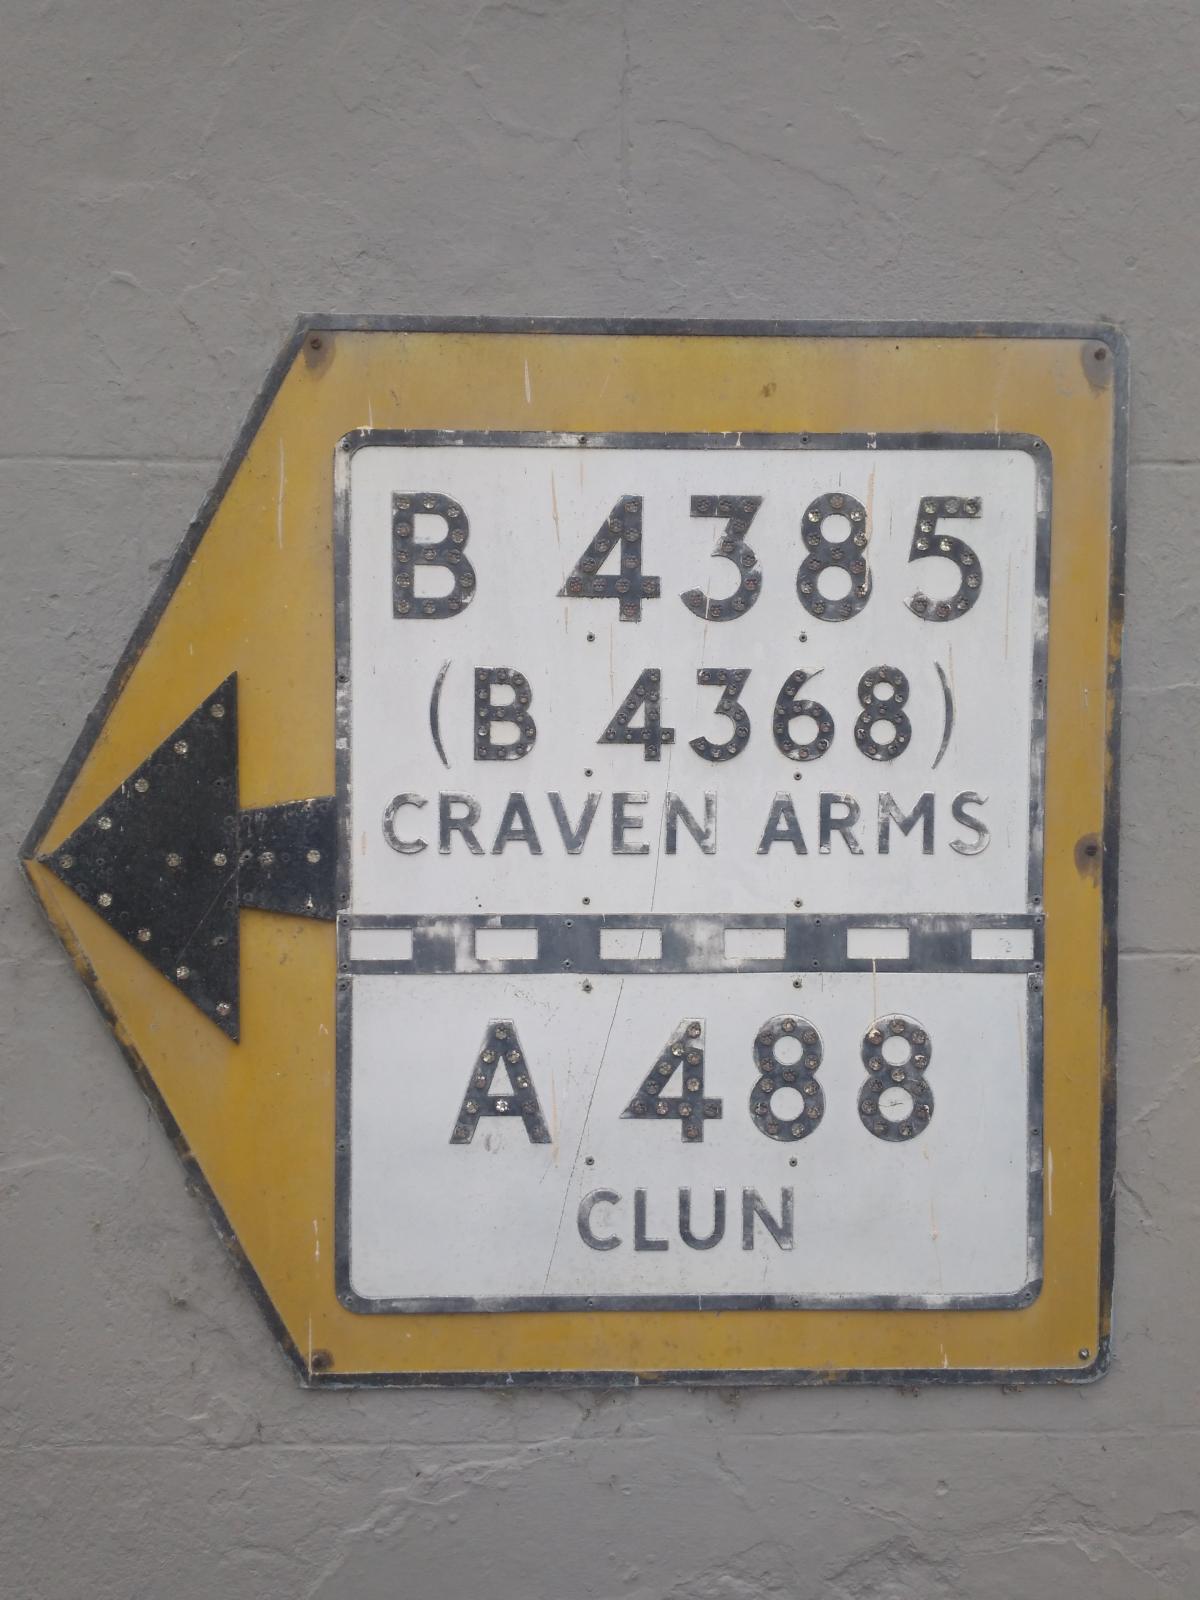 B 4385
(B 4368)
CRAVEN ARMS
A 488
CLUN